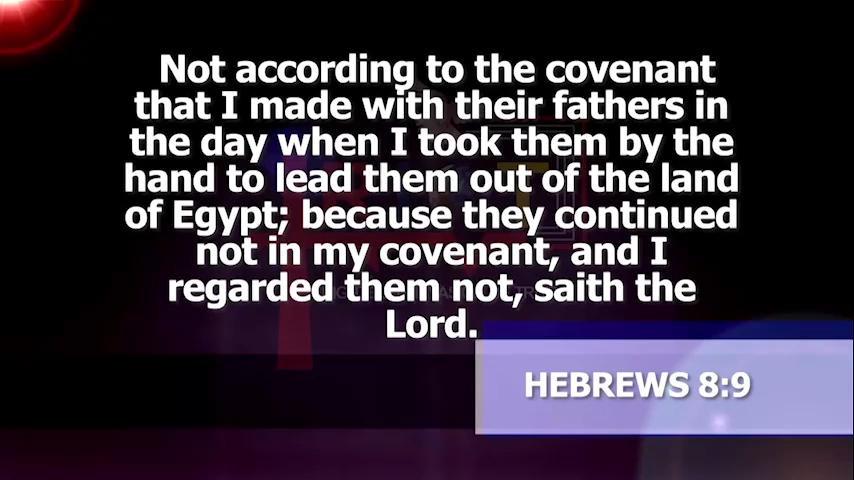 Not according to the covenant
that I made with their fathers in
the day when I took them by the
hand to lead them out of the land
of Egypt; because they continued
not in my covenant, and I
regarded them not, saith the
Lord.
HEBREWS 8:9